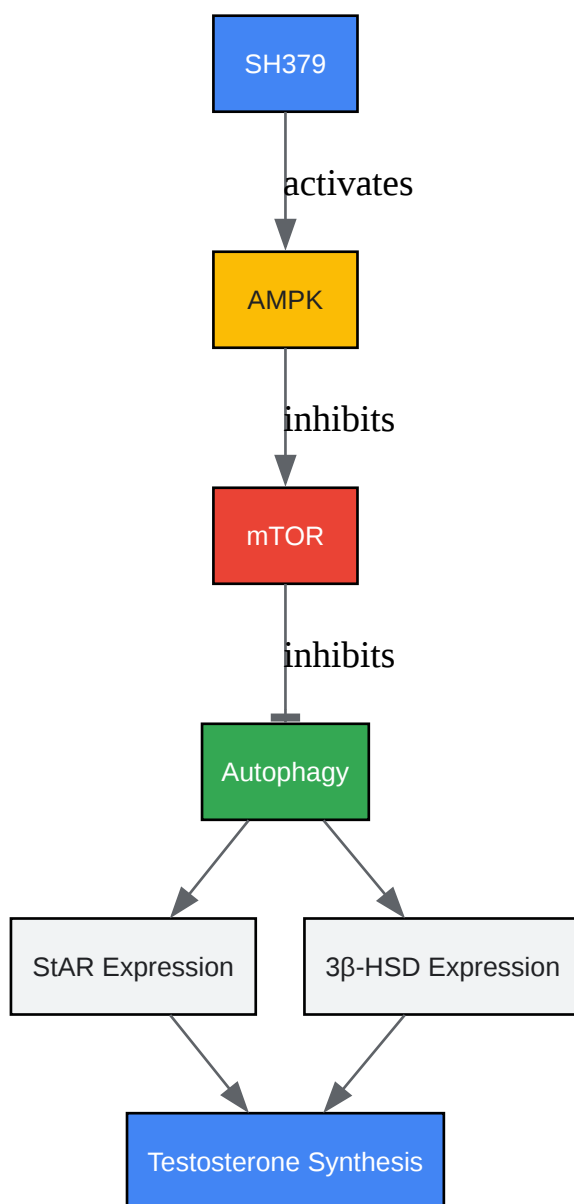 SH379
activates
AMPK
inhibits
mTOR
inhibits
Autophagy
StAR Expression
3β-HSD Expression
Testosterone Synthesis